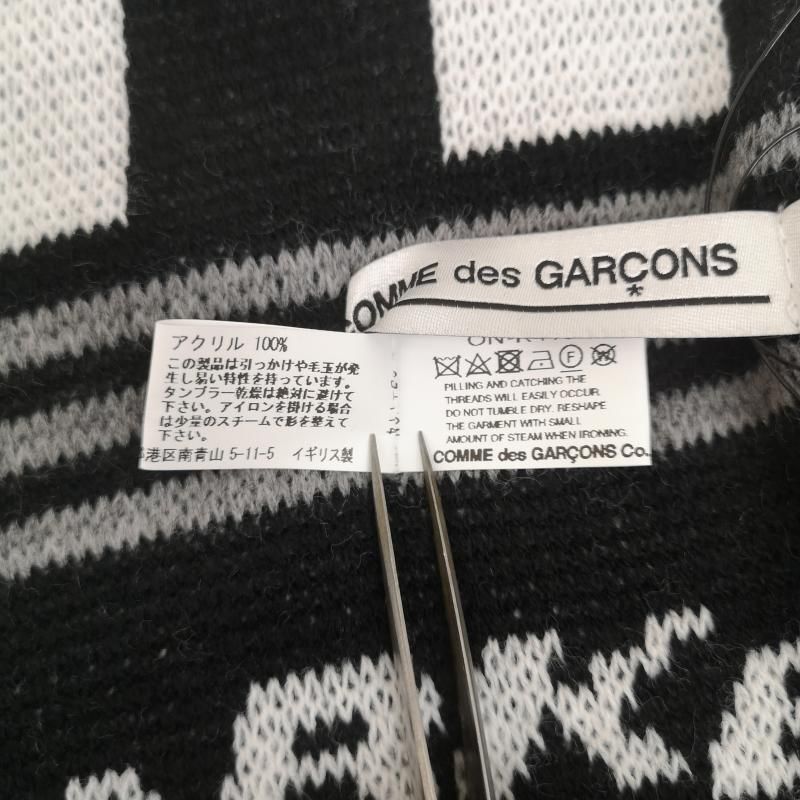 COMME des GARÇONS
*
アクリル 100%
この製品は引っかけや毛玉が発
生し易い特性を持っています。
タンブラー乾燥は絶対に避けて
下さい。アイロンを掛ける場合
は少量のスチームで形を整えて
下さい。
港区南青山 5-11-5 イギリス製
F
PILLING AND CATCHING THE
THREADS WILL EASILY OCCUR.
DO NOT TUMBLE DRY. RESHAPE
THE GARMENT WITH SMALL
AMOUNT OF STEAM WHEN IRONING.
COMME des GARÇONS Co.